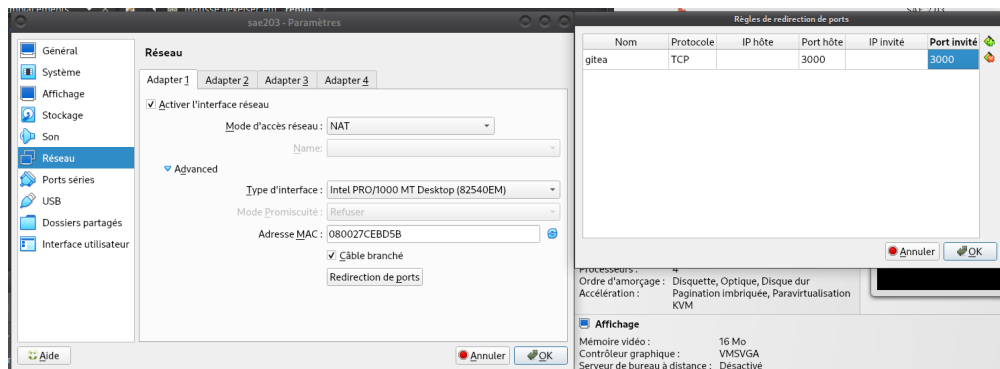 sae203 - Paramètres
Général
Système
Affichage
Stockage
Son
Réseau
Ports séries
USB
Dossiers partagés
Interface utilisateur
Réseau
Adapter 1 Adapter 2 Adapter 3 Adapter 4
Activer l'interface réseau
Mode d'accès réseau : NAT
Name:
Advanced
Type d'interface : Intel PRO/1000 MT Desktop (82540EM)
Mode Promiscuité : Refuser
Adresse MAC : 080027CEBD5B
Câble branché
Redirection de ports
Aide Annuler OK
Règles de redirection de ports
Nom Protocole IP hôte Port hôte IP invité Port invité
gitea TCP 3000 3000
Annuler OK
Processeurs : 4
Ordre d'amorçage : Disquette, Optique, Disque dur
Accélération : Pagination imbriquée, Paravirtualisation
KVM
Affichage
Mémoire vidéo : 16 Mo
Contrôleur graphique : VMSVGA
Serveur de bureau à distance : Désactivé